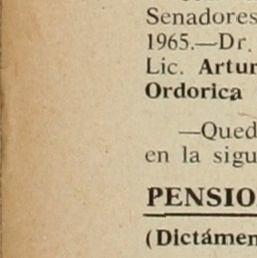 Senadores
1965.—Dr.
Lic. Artur
Ordorica
—Qued
en la sigu
PENSIO
(Dictámen